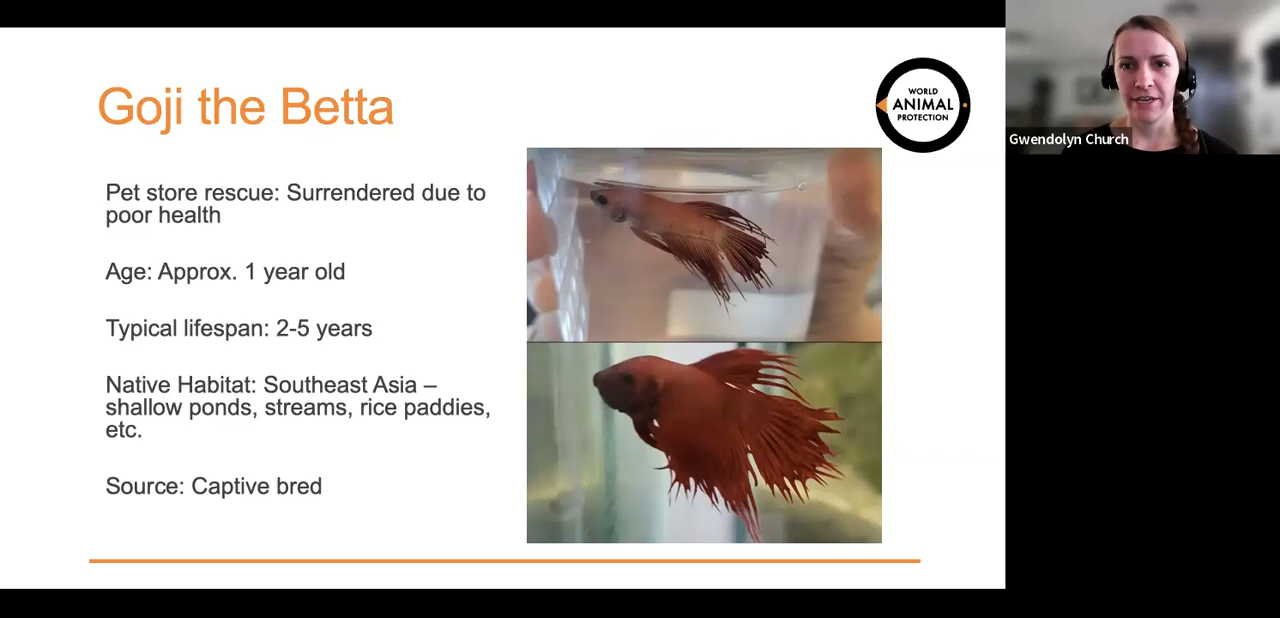 Goji the Betta
WORLD
ANIMAL
PROTECTION
Gwendolyn Church
Pet store rescue: Surrendered due to
poor health
Age: Approx. 1 year old
Typical lifespan: 2-5 years
Native Habitat: Southeast Asia –
shallow ponds, streams, rice paddies,
etc.
Source: Captive bred